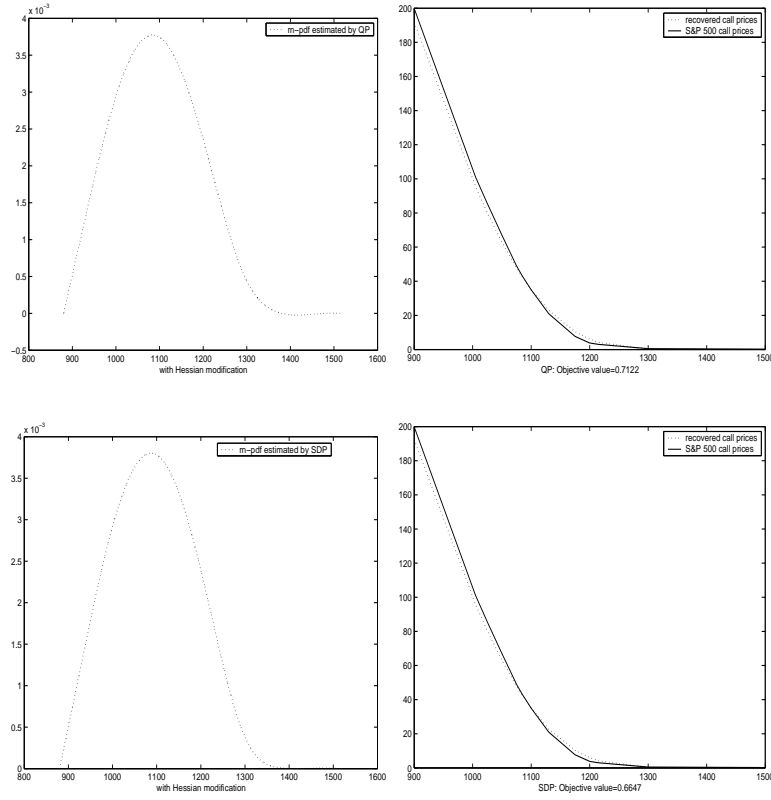 x 10⁻³
rn-pdf estimated by QP
4
3.5
3
2.5
2
1.5
1
0.5
0
−0.5
800 900 1000 1100 1200 1300 1400 1500 1600
with Hessian modification
recovered call prices
S&P 500 call prices
200
180
160
140
120
100
80
60
40
20
0
900 1000 1100 1200 1300 1400 1500
QP: Objective value=0.7122
x 10⁻³
rn-pdf estimated by SDP
4
3.5
3
2.5
2
1.5
1
0.5
0
800 900 1000 1100 1200 1300 1400 1500 1600
with Hessian modification
recovered call prices
S&P 500 call prices
200
180
160
140
120
100
80
60
40
20
0
900 1000 1100 1200 1300 1400 1500
SDP: Objective value=0.6647